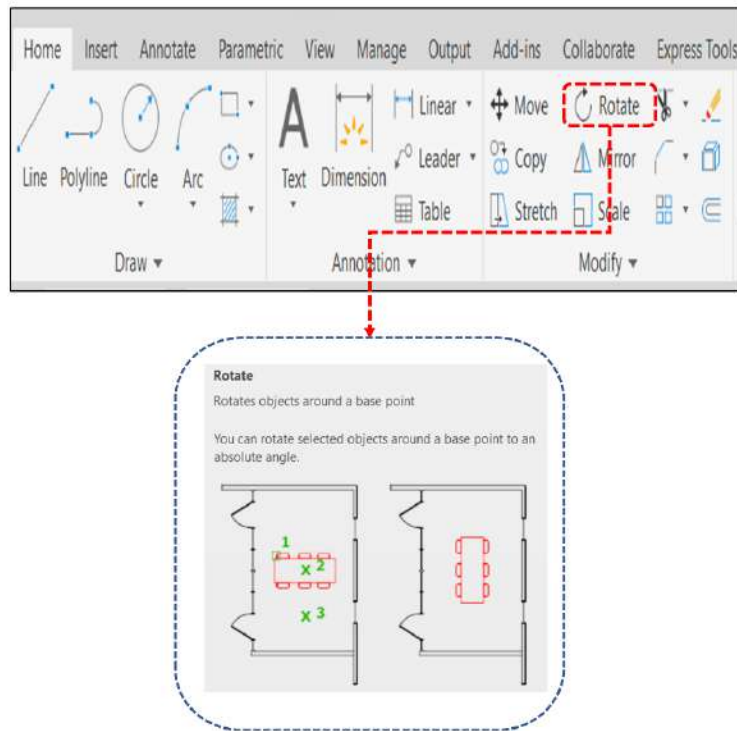 Home Insert Annotate Parametric View Manage Output Add-ins Collaborate Express Tools
Line Polyline Circle Arc
Text Dimension
Linear
Leader
Table
Move Rotate
Copy Mirror
Stretch Scale
Draw Annotation Modify
Rotate
Rotates objects around a base point
You can rotate selected objects around a base point to an
absolute angle.
1
X 2
X 3